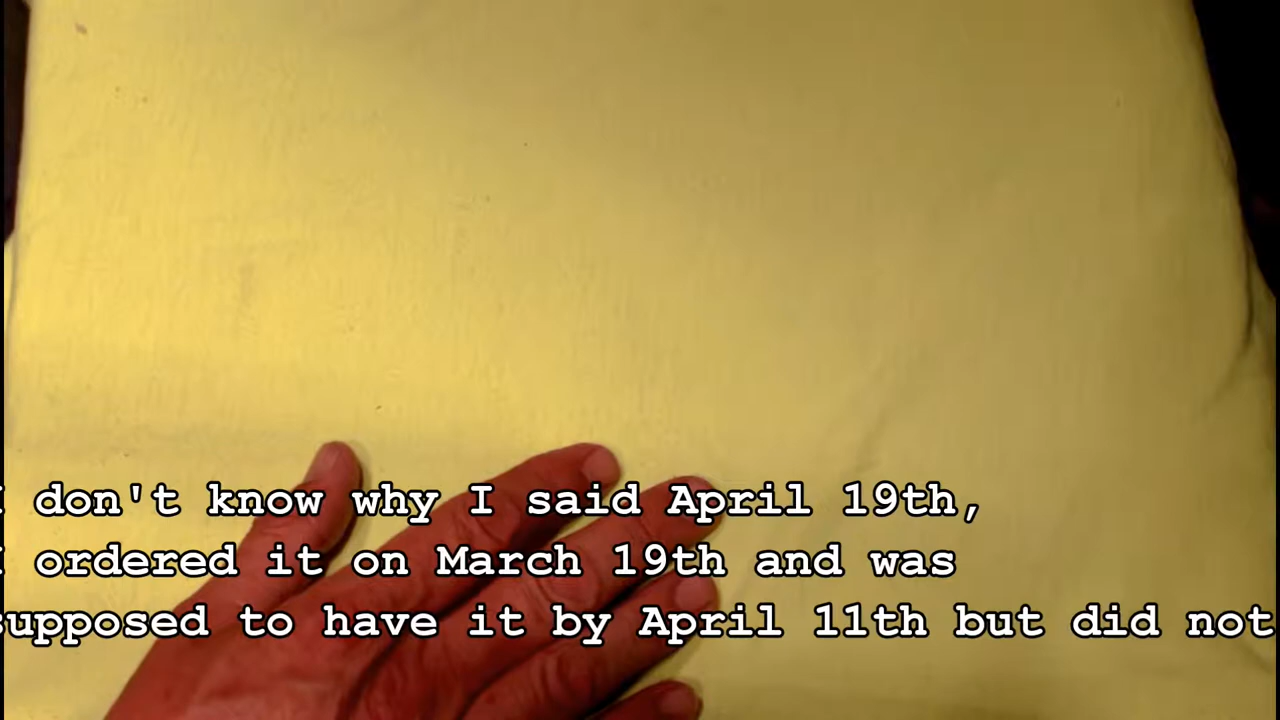 I don't know why I said April 19th,
I ordered it on March 19th and was
supposed to have it by April 11th but did not